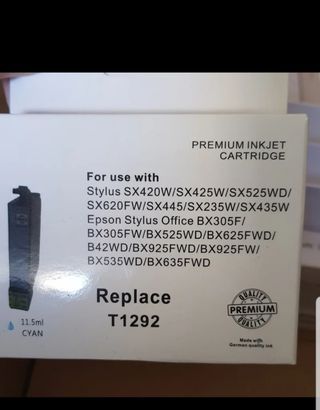 PREMIUM INKJET
CARTRIDGE
For use with
Stylus SX420W/SX425W/SX525WD/
SX620FW/SX445/SX235W/SX435W
Epson Stylus Office BX305F/
BX305FW/BX525WD/BX625FWD/
B42WD/BX925FWD/BX925FW/
BX535WD/BX635FWD
11.5ml
CYAN
Replace
T1292
QUALITY
PREMIUM
QUALITY
Made with
German quality ink